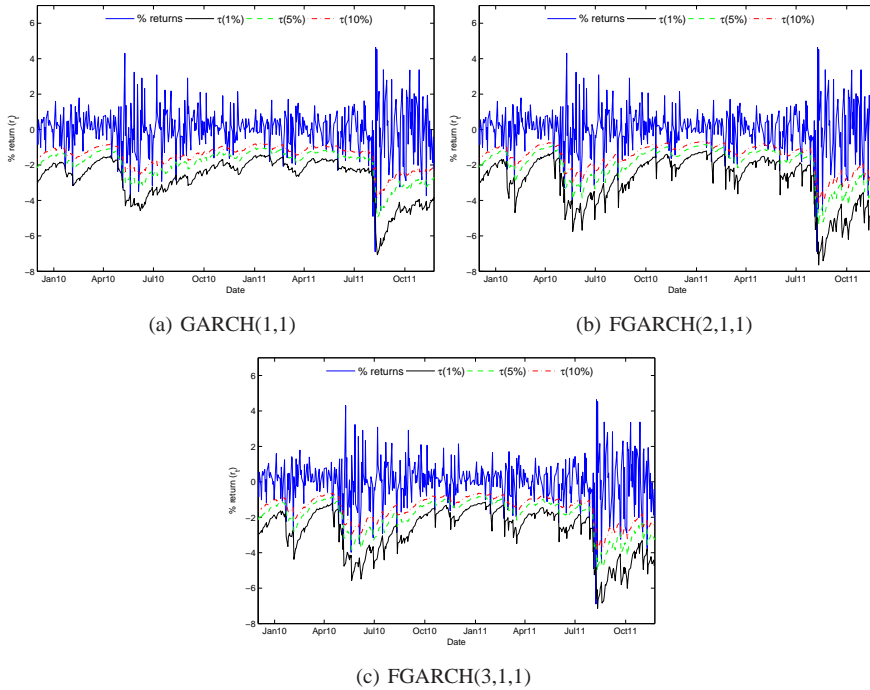 % returns τ(1%) τ(5%) τ(10%)
6
4
2
0
−2
−4
−6
−8
% return (r_t)
Jan10 Apr10 Jul10 Oct10 Jan11 Apr11 Jul11 Oct11
Date
(a) GARCH(1,1)
% returns τ(1%) τ(5%) τ(10%)
6
4
2
0
−2
−4
−6
−8
% return (r_t)
Jan10 Apr10 Jul10 Oct10 Jan11 Apr11 Jul11 Oct11
Date
(b) FGARCH(2,1,1)
% returns τ(1%) τ(5%) τ(10%)
6
4
2
0
−2
−4
−6
−8
% return (r_t)
Jan10 Apr10 Jul10 Oct10 Jan11 Apr11 Jul11 Oct11
Date
(c) FGARCH(3,1,1)